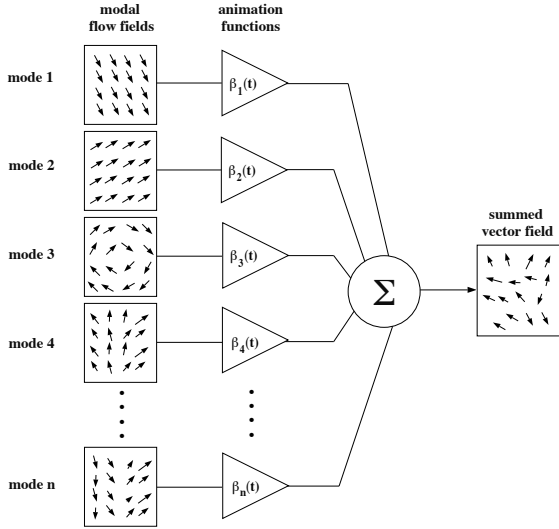 modal
flow fields
animation
functions
mode 1
β1(t)
mode 2
β2(t)
summed
vector field
mode 3
β3(t)
Σ
mode 4
β4(t)
mode n
βn(t)